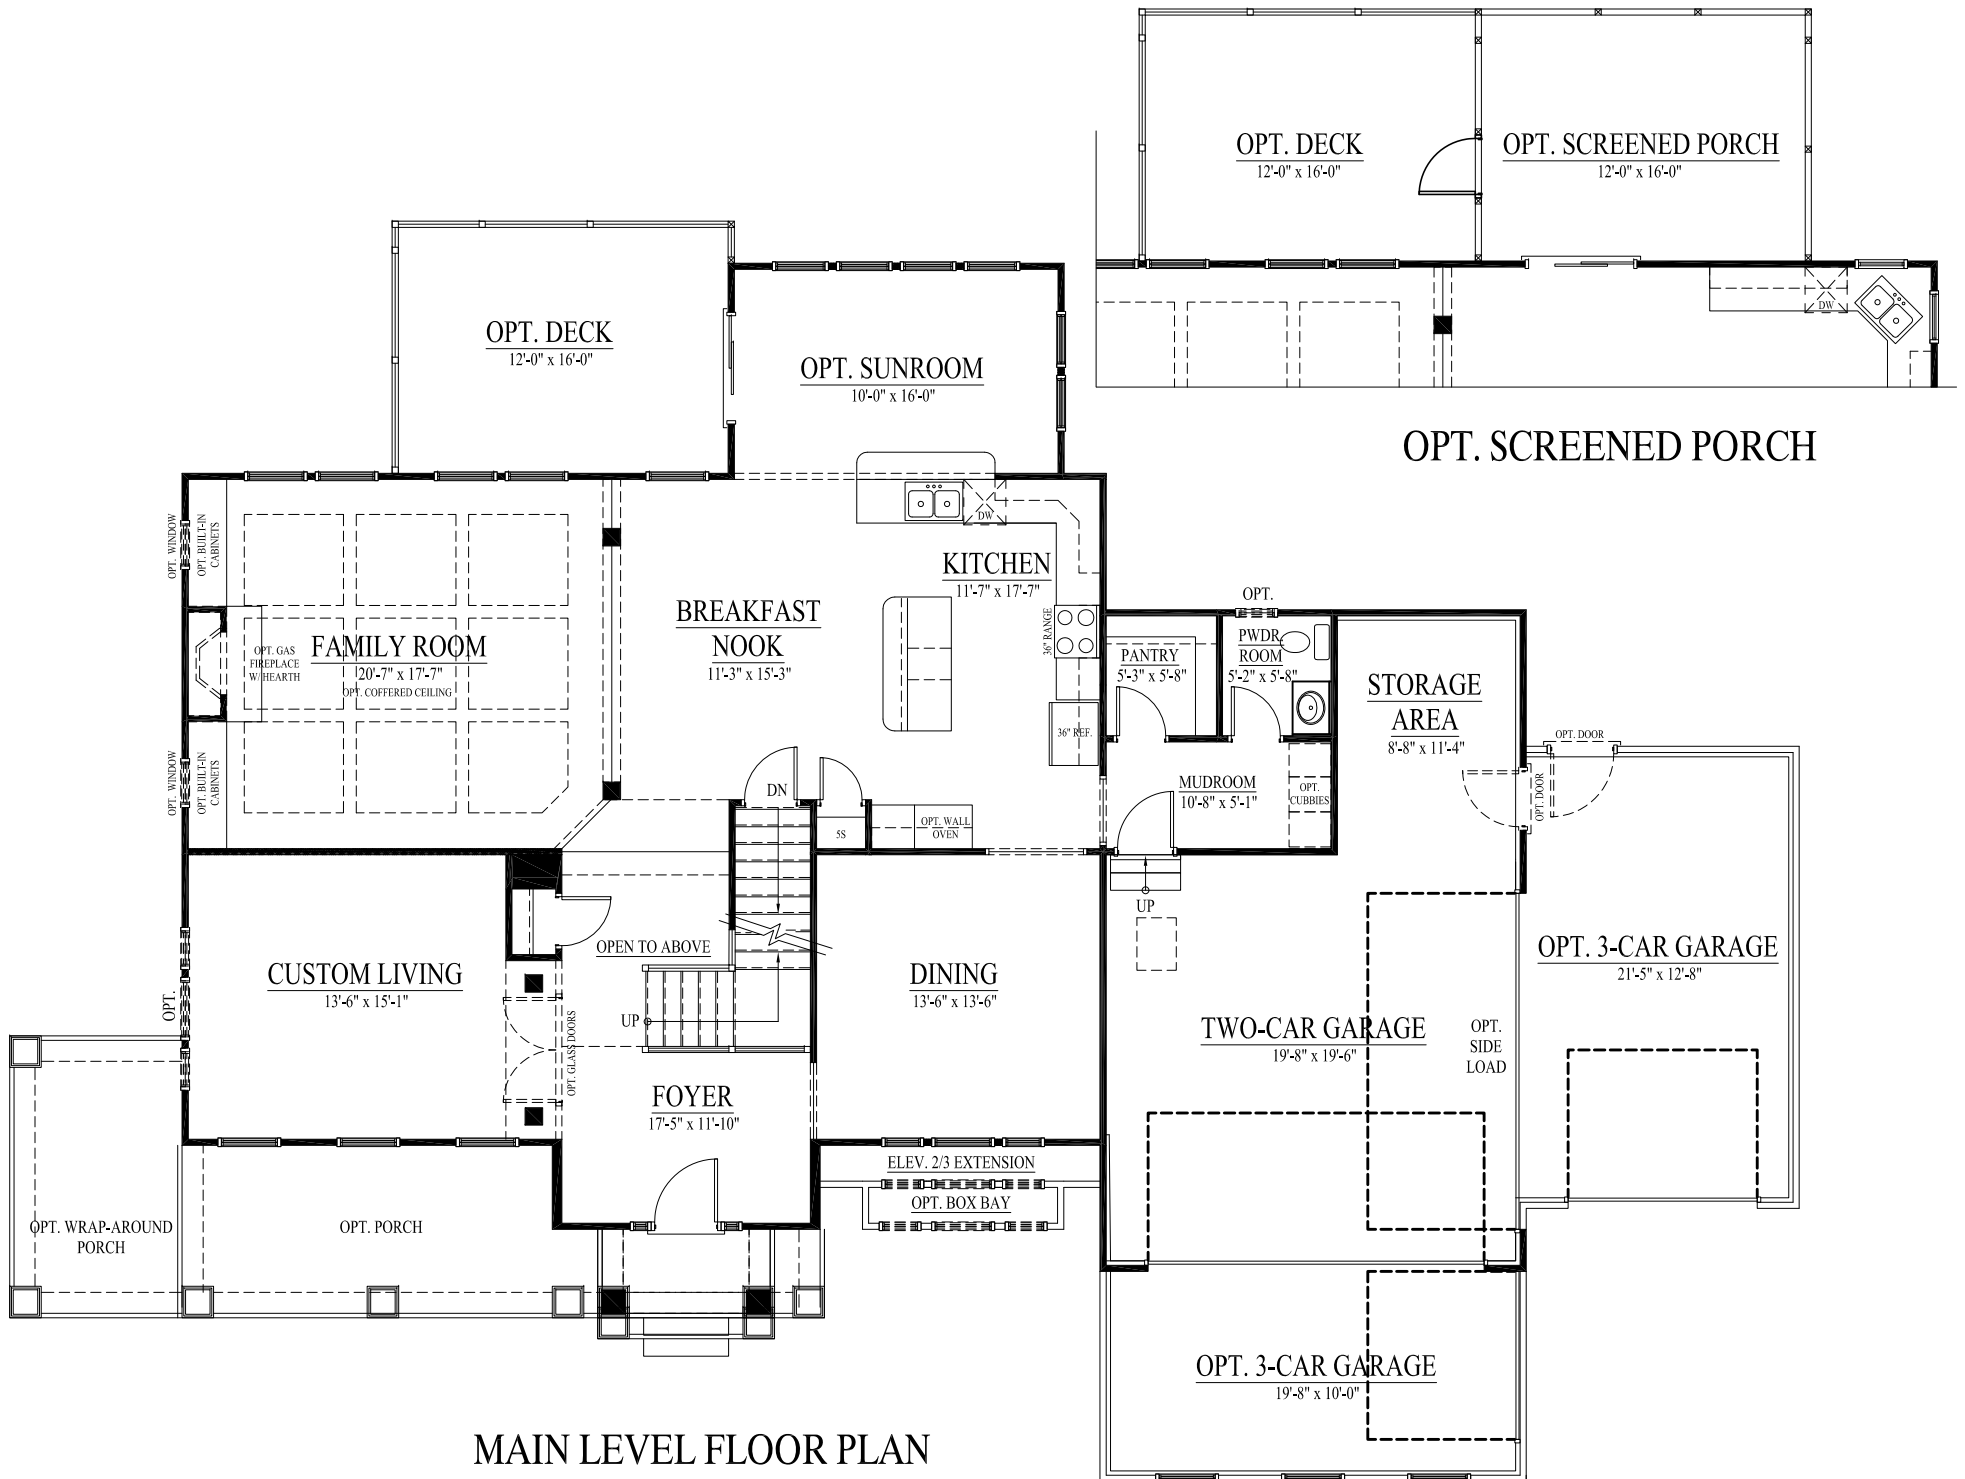 OPT. DECK
12'-0" x 16'-0"
OPT. SCREENED PORCH
12'-0" x 16'-0"
DW
OPT. SCREENED PORCH
OPT. DECK
12'-0" x 16'-0"
OPT. SUNROOM
10'-0" x 16'-0"
OPT. WINDOW
OPT. BUILT-IN
CABINETS
DW
KITCHEN
11'-7" x 17'-7"
BREAKFAST
NOOK
11'-3" x 15'-3"
36" RANGE
FAMILY ROOM
20'-7" x 17'-7"
OPT. COFFERED CEILING
OPT. GAS
FIREPLACE
W/ HEARTH
OPT.
PWDR.
ROOM
5'-2" x 5'-8"
PANTRY
5'-3" x 5'-8"
STORAGE
AREA
8'-8" x 11'-4"
36" REF.
OPT. WINDOW
OPT. BUILT-IN
CABINETS
OPT. DOOR
OPT. DOOR
MUDROOM
10'-8" x 5'-1"
OPT.
CUBBIES
DN
5S
OPT. WALL
OVEN
UP
OPEN TO ABOVE
CUSTOM LIVING
13'-6" x 15'-1"
OPT.
DINING
13'-6" x 13'-6"
OPT. 3-CAR GARAGE
21'-5" x 12'-8"
UP
OPT. GLASS DOORS
TWO-CAR GARAGE
19'-8" x 19'-6"
OPT.
SIDE
LOAD
FOYER
17'-5" x 11'-10"
ELEV. 2/3 EXTENSION
OPT. BOX BAY
OPT. WRAP-AROUND
PORCH
OPT. PORCH
OPT. 3-CAR GARAGE
19'-8" x 10'-0"
MAIN LEVEL FLOOR PLAN